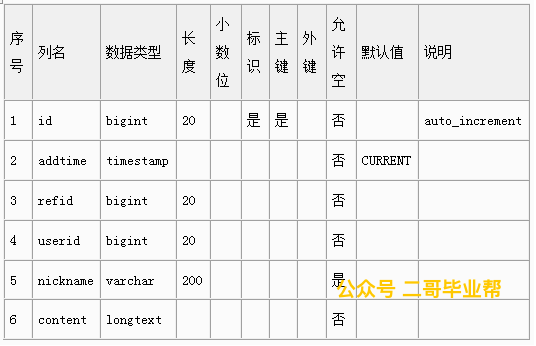 序号 列名 数据类型 长度 小数位 标识 主键 外键 允许空 默认值 说明
1 id bigint 20 是 是 否 auto_increment
2 addtime timestamp 否 CURRENT
3 refid bigint 20 否
4 userid bigint 20 否
5 nickname varchar 200 是
公众号 二哥毕业帮
6 content longtext 否